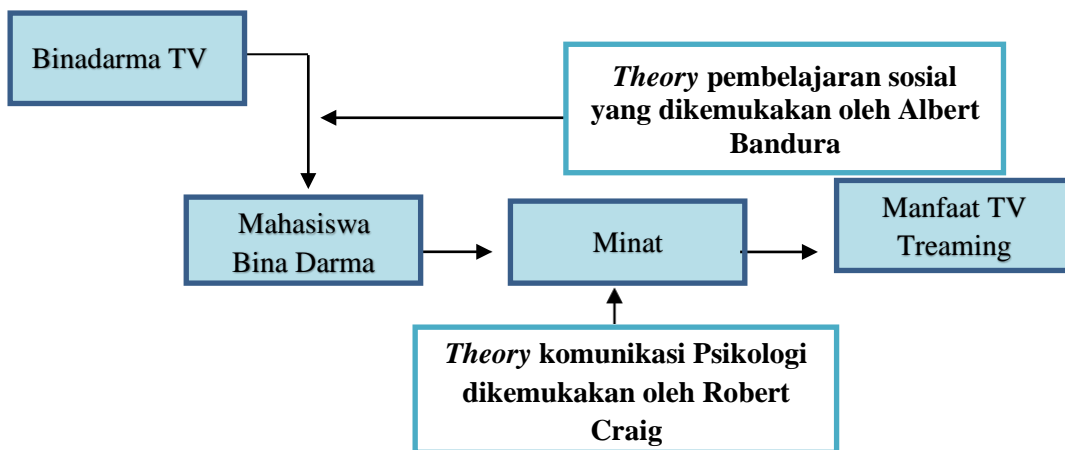 Binadarma TV
Theory pembelajaran sosial
yang dikemukakan oleh Albert
Bandura
Mahasiswa
Bina Darma
Minat
Manfaat TV
Treaming
Theory komunikasi Psikologi
dikemukakan oleh Robert
Craig